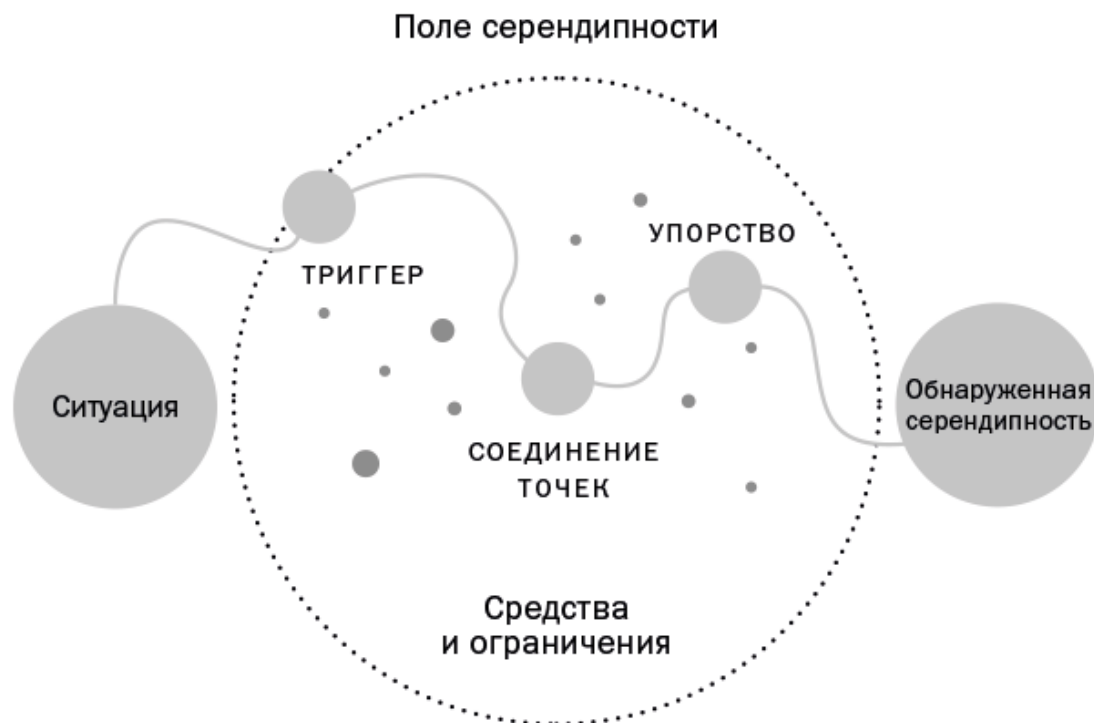 Поле серендипности
УПОРСТВО
ТРИГГЕР
Ситуация
Обнаруженная
серендипность
СОЕДИНЕНИЕ
ТОЧЕК
Средства
и ограничения